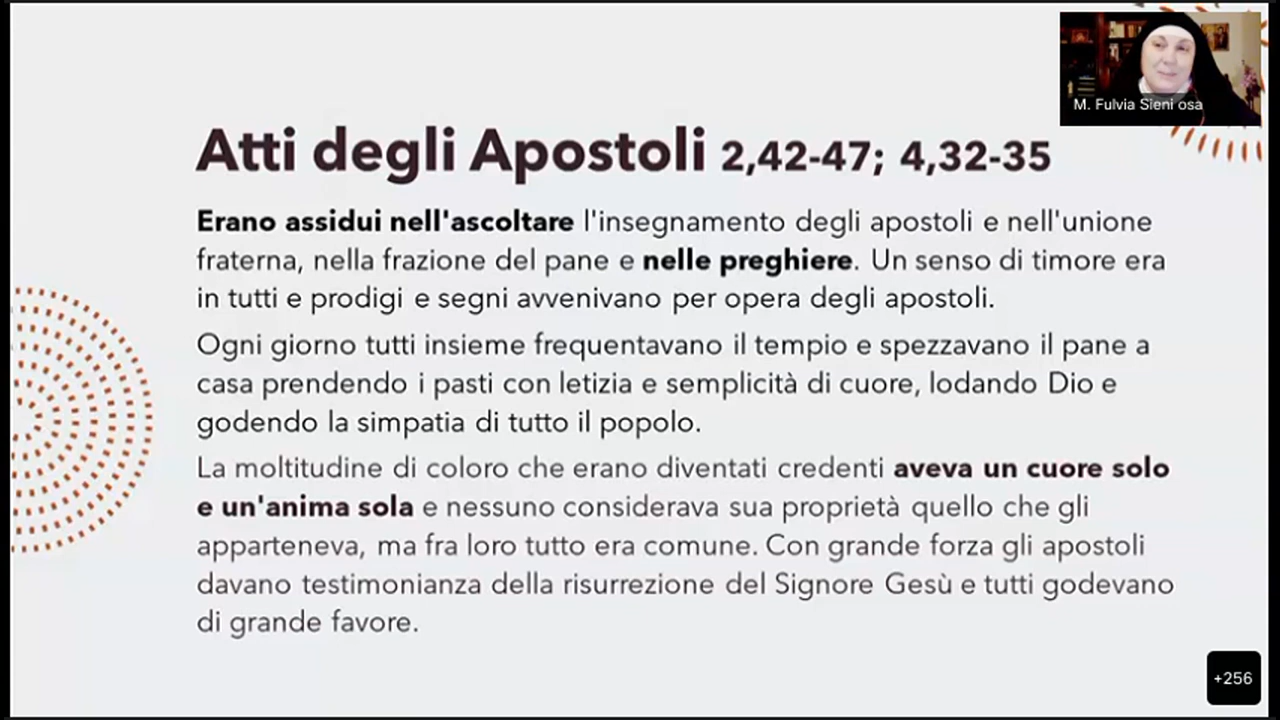 M. Fulvia Sieni osa
Atti degli Apostoli 2,42-47; 4,32-35
Erano assidui nell'ascoltare l'insegnamento degli apostoli e nell'unione
fraterna, nella frazione del pane e nelle preghiere. Un senso di timore era
in tutti e prodigi e segni avvenivano per opera degli apostoli.
Ogni giorno tutti insieme frequentavano il tempio e spezzavano il pane a
casa prendendo i pasti con letizia e semplicità di cuore, lodando Dio e
godendo la simpatia di tutto il popolo.
La moltitudine di coloro che erano diventati credenti aveva un cuore solo
e un'anima sola e nessuno considerava sua proprietà quello che gli
apparteneva, ma fra loro tutto era comune. Con grande forza gli apostoli
davano testimonianza della risurrezione del Signore Gesù e tutti godevano
di grande favore.
+256